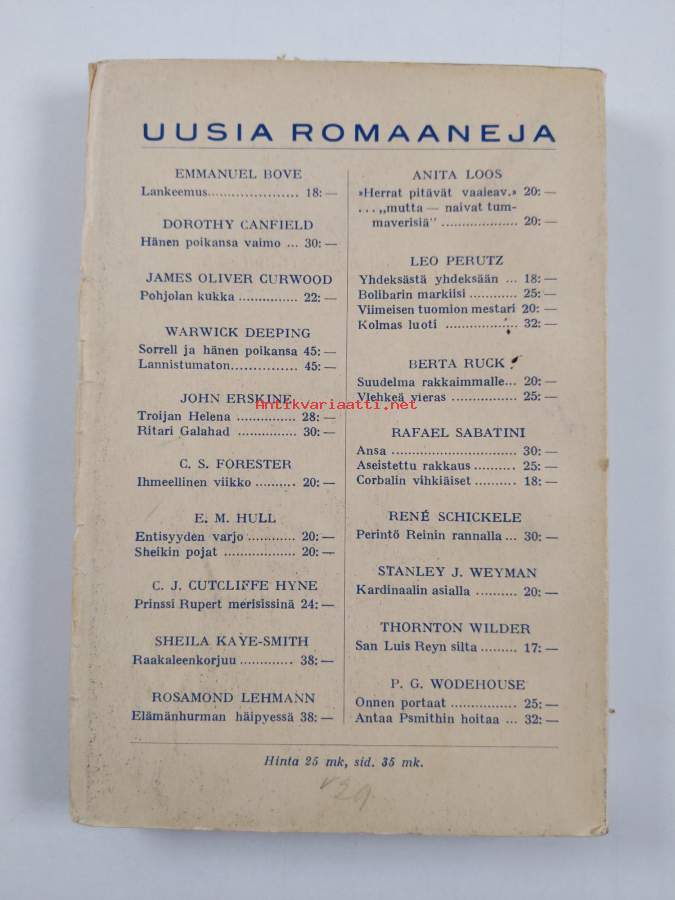 UUSIA ROMAANEJA
EMMANUEL BOVE
Lankeemus..................... 18: —
DOROTHY CANFIELD
Hänen poikansa vaimo ... 30: —
JAMES OLIVER CURWOOD
Pohjolan kukka .............. 22: —
WARWICK DEEPING
Sorrell ja hänen poikansa 45: —
Lannistumaton................ 45: —
JOHN ERSKINE
Troijan Helena .............. 28: —
Ritari Galahad .............. 30: —
C. S. FORESTER
Ihmeellinen viikko .......... 20: —
E. M. HULL
Entisyyden varjo ............ 20: —
Sheikin pojat ................. 20: —
C. J. CUTCLIFFE HYNE
Prinssi Rupert merisissinä 24: —
SHEILA KAYE-SMITH
Raakaleenkorjuu ............. 38: —
ROSAMOND LEHMANN
Elämänhurman häipyessä 38: —
ANITA LOOS
»Herrat pitävät vaaleav.» 20: —
. . . „mutta — naivat tum-
maverisiä" ................... 20: —
LEO PERUTZ
Yhdeksästä yhdeksään ... 18: —
Bolibarin markiisi ............ 25: —
Viimeisen tuomion mestari 20: —
Kolmas luoti .................. 32: —
BERTA RUCK
Suudelma rakkaimmalle... 20: —
Viehkeä vieras ................ 25: —
RAFAEL SABATINI
Ansa .............................. 30: —
Aseistettu rakkaus .......... 25: —
Corbalin vihkiäiset .......... 18: —
RENÉ SCHICKELE
Perintö Reinin rannalla ... 30: —
STANLEY J. WEYMAN
Kardinaalin asialla .......... 20: —
THORNTON WILDER
San Luis Reyn silta ......... 17: —
P. G. WODEHOUSE
Onnen portaat ................ 25: —
Antaa Psmithin hoitaa ... 32: —
Hinta 25 mk, sid. 35 mk.
Antikvariaatti.net